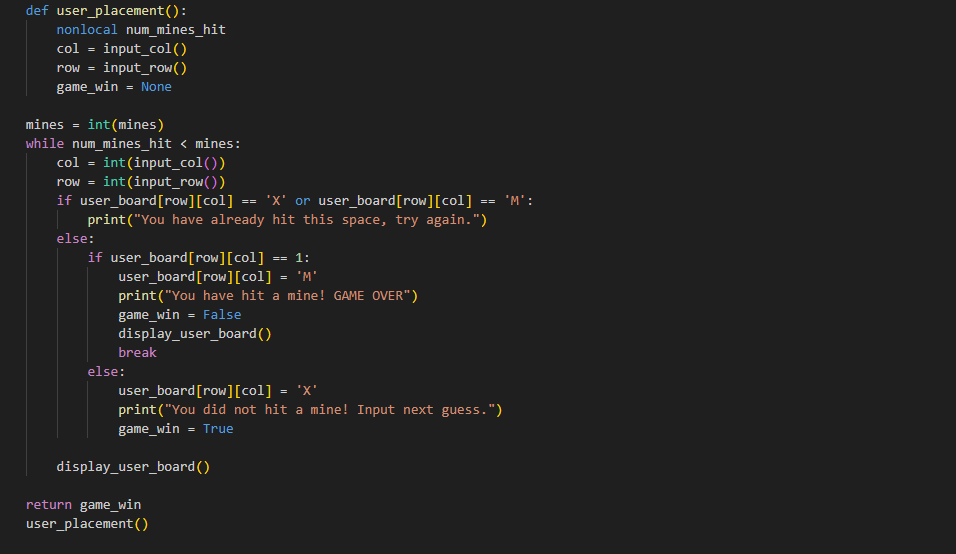 def user_placement():
    nonlocal num_mines_hit
    col = input_col()
    row = input_row()
    game_win = None

mines = int(mines)
while num_mines_hit < mines:
    col = int(input_col())
    row = int(input_row())
    if user_board[row][col] == 'X' or user_board[row][col] == 'M':
        print("You have already hit this space, try again.")
    else:
        if user_board[row][col] == 1:
            user_board[row][col] = 'M'
            print("You have hit a mine! GAME OVER")
            game_win = False
            display_user_board()
            break
        else:
            user_board[row][col] = 'X'
            print("You did not hit a mine! Input next guess.")
            game_win = True

    display_user_board()

return game_win
user_placement()